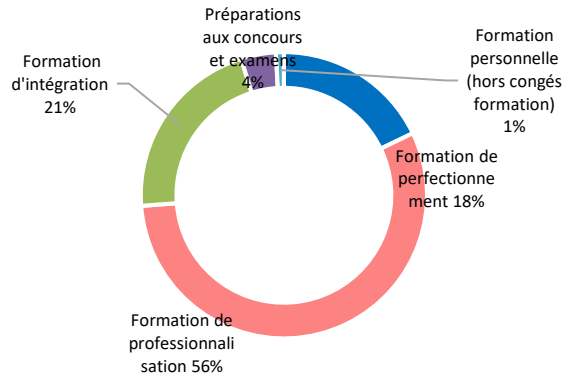 Préparations
aux concours
et examens
4%
Formation
personnelle
(hors congés
formation)
1%
Formation
d'intégration
21%
Formation de
perfectionne
ment 18%
Formation de
professionnali
sation 56%